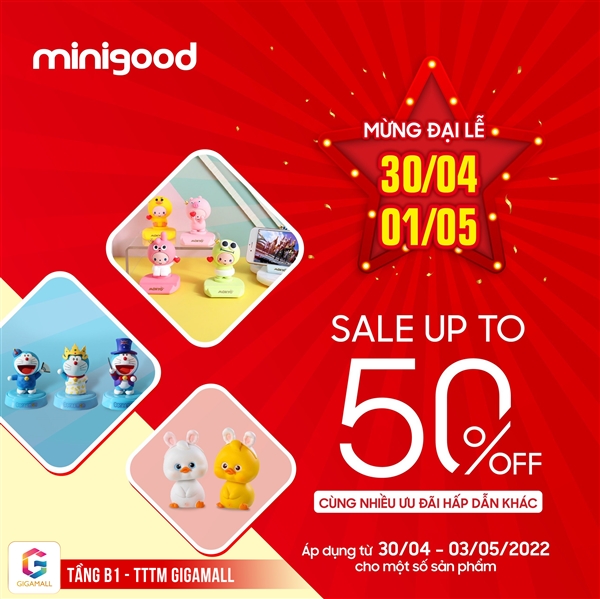 minigood
MỪNG ĐẠI LỄ
30/04
01/05
SALE UP TO
50%OFF
CÙNG NHIỀU ƯU ĐÃI HẤP DẪN KHÁC
Áp dụng từ 30/04 - 03/05/2022
cho một số sản phẩm
GIGAMALL
TẦNG B1 - TTTM GIGAMALL